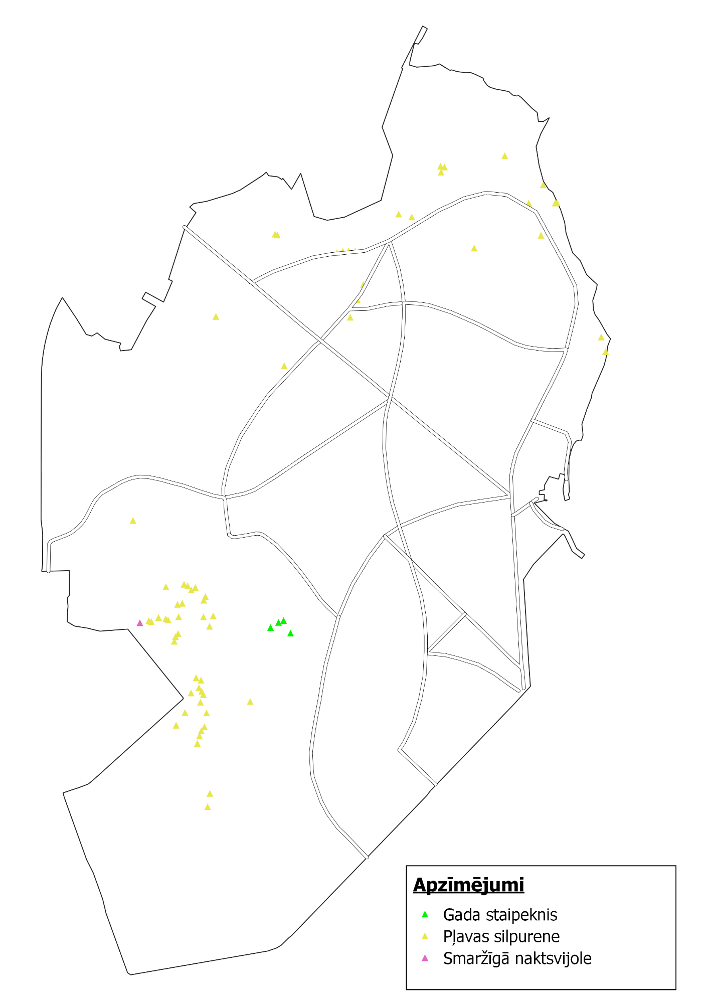 Apzīmējumi
Gada staipeknis
Pļavas silpurene
Smaržīgā naktsvijole